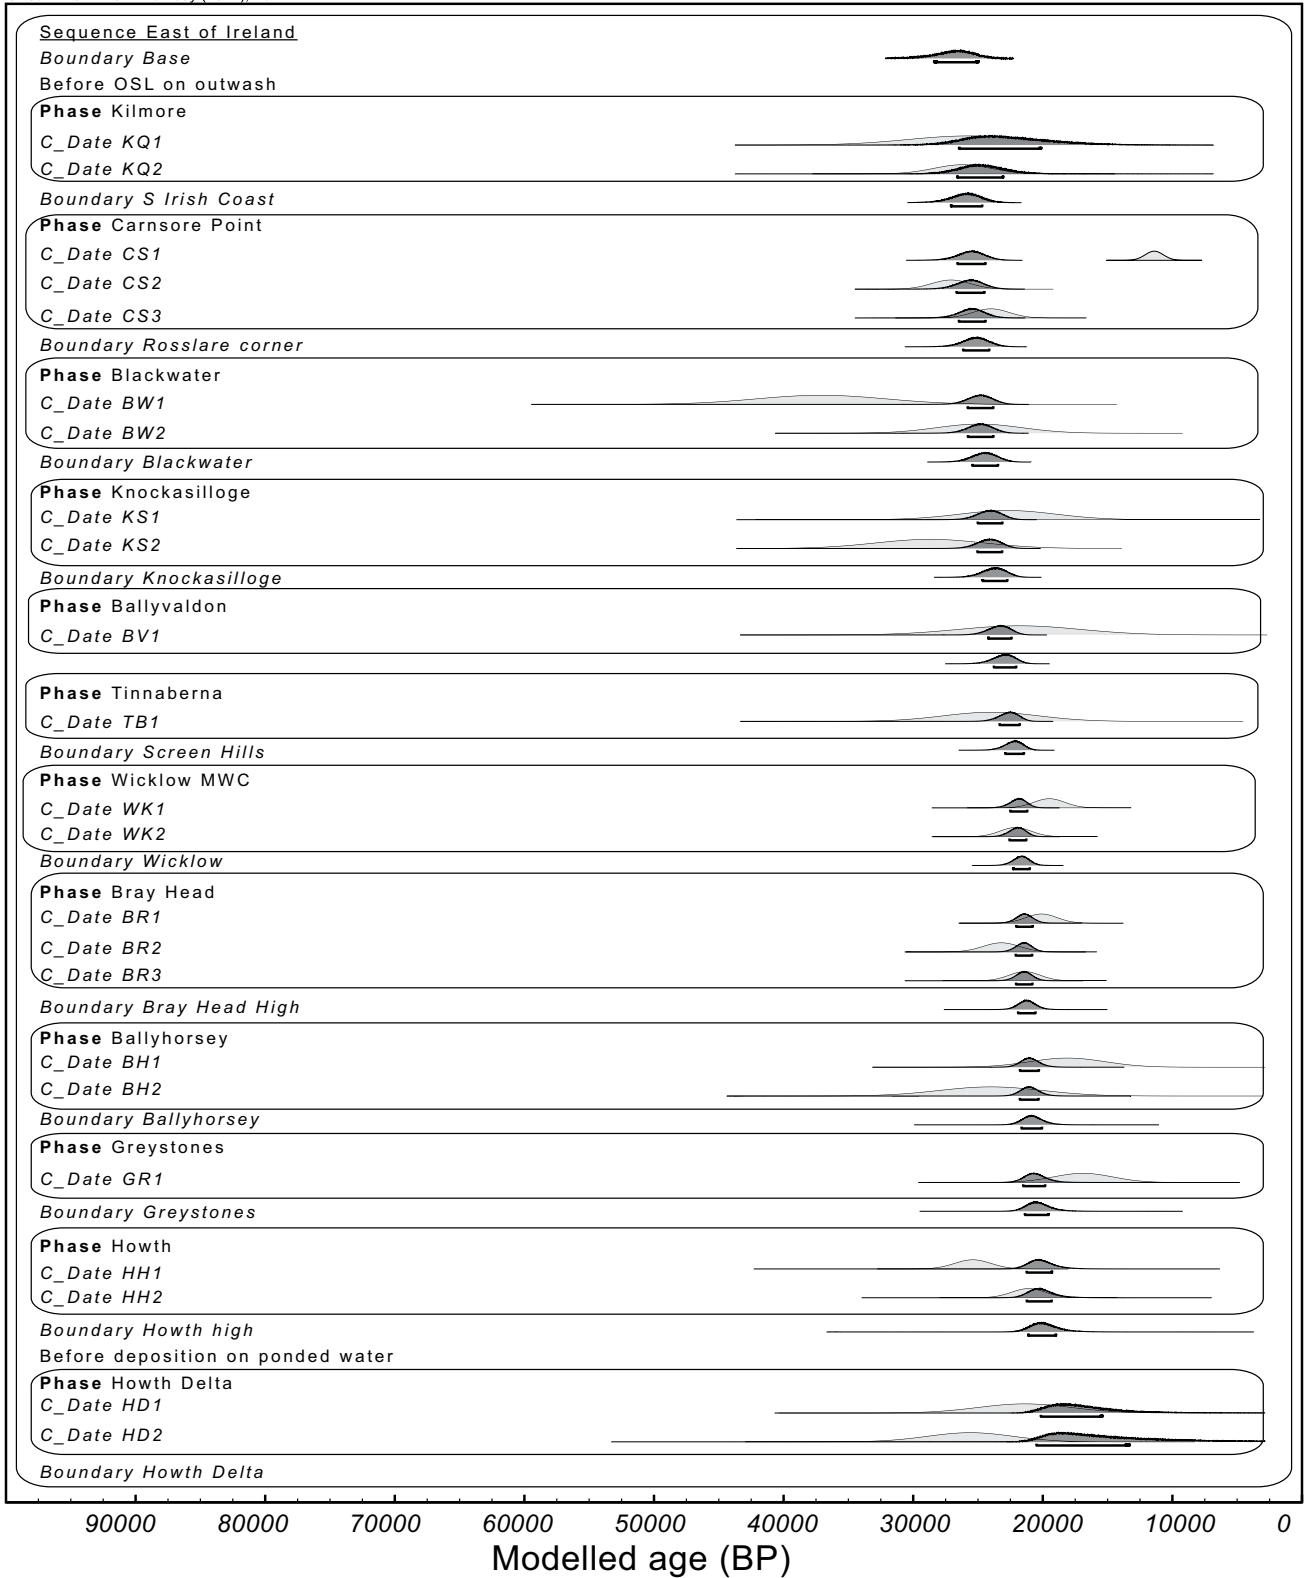 Sequence East of Ireland
Boundary Base
Before OSL on outwash
Phase Kilmore
C_Date KQ1
C_Date KQ2
Boundary S Irish Coast
Phase Carnsore Point
C_Date CS1
C_Date CS2
C_Date CS3
Boundary Rosslare corner
Phase Blackwater
C_Date BW1
C_Date BW2
Boundary Blackwater
Phase Knockasilloge
C_Date KS1
C_Date KS2
Boundary Knockasilloge
Phase Ballyvaldon
C_Date BV1
Phase Tinnaberna
C_Date TB1
Boundary Screen Hills
Phase Wicklow MWC
C_Date WK1
C_Date WK2
Boundary Wicklow
Phase Bray Head
C_Date BR1
C_Date BR2
C_Date BR3
Boundary Bray Head High
Phase Ballyhorsey
C_Date BH1
C_Date BH2
Boundary Ballyhorsey
Phase Greystones
C_Date GR1
Boundary Greystones
Phase Howth
C_Date HH1
C_Date HH2
Boundary Howth high
Before deposition on ponded water
Phase Howth Delta
C_Date HD1
C_Date HD2
Boundary Howth Delta
90000 80000 70000 60000 50000 40000 30000 20000 10000 0
Modelled age (BP)